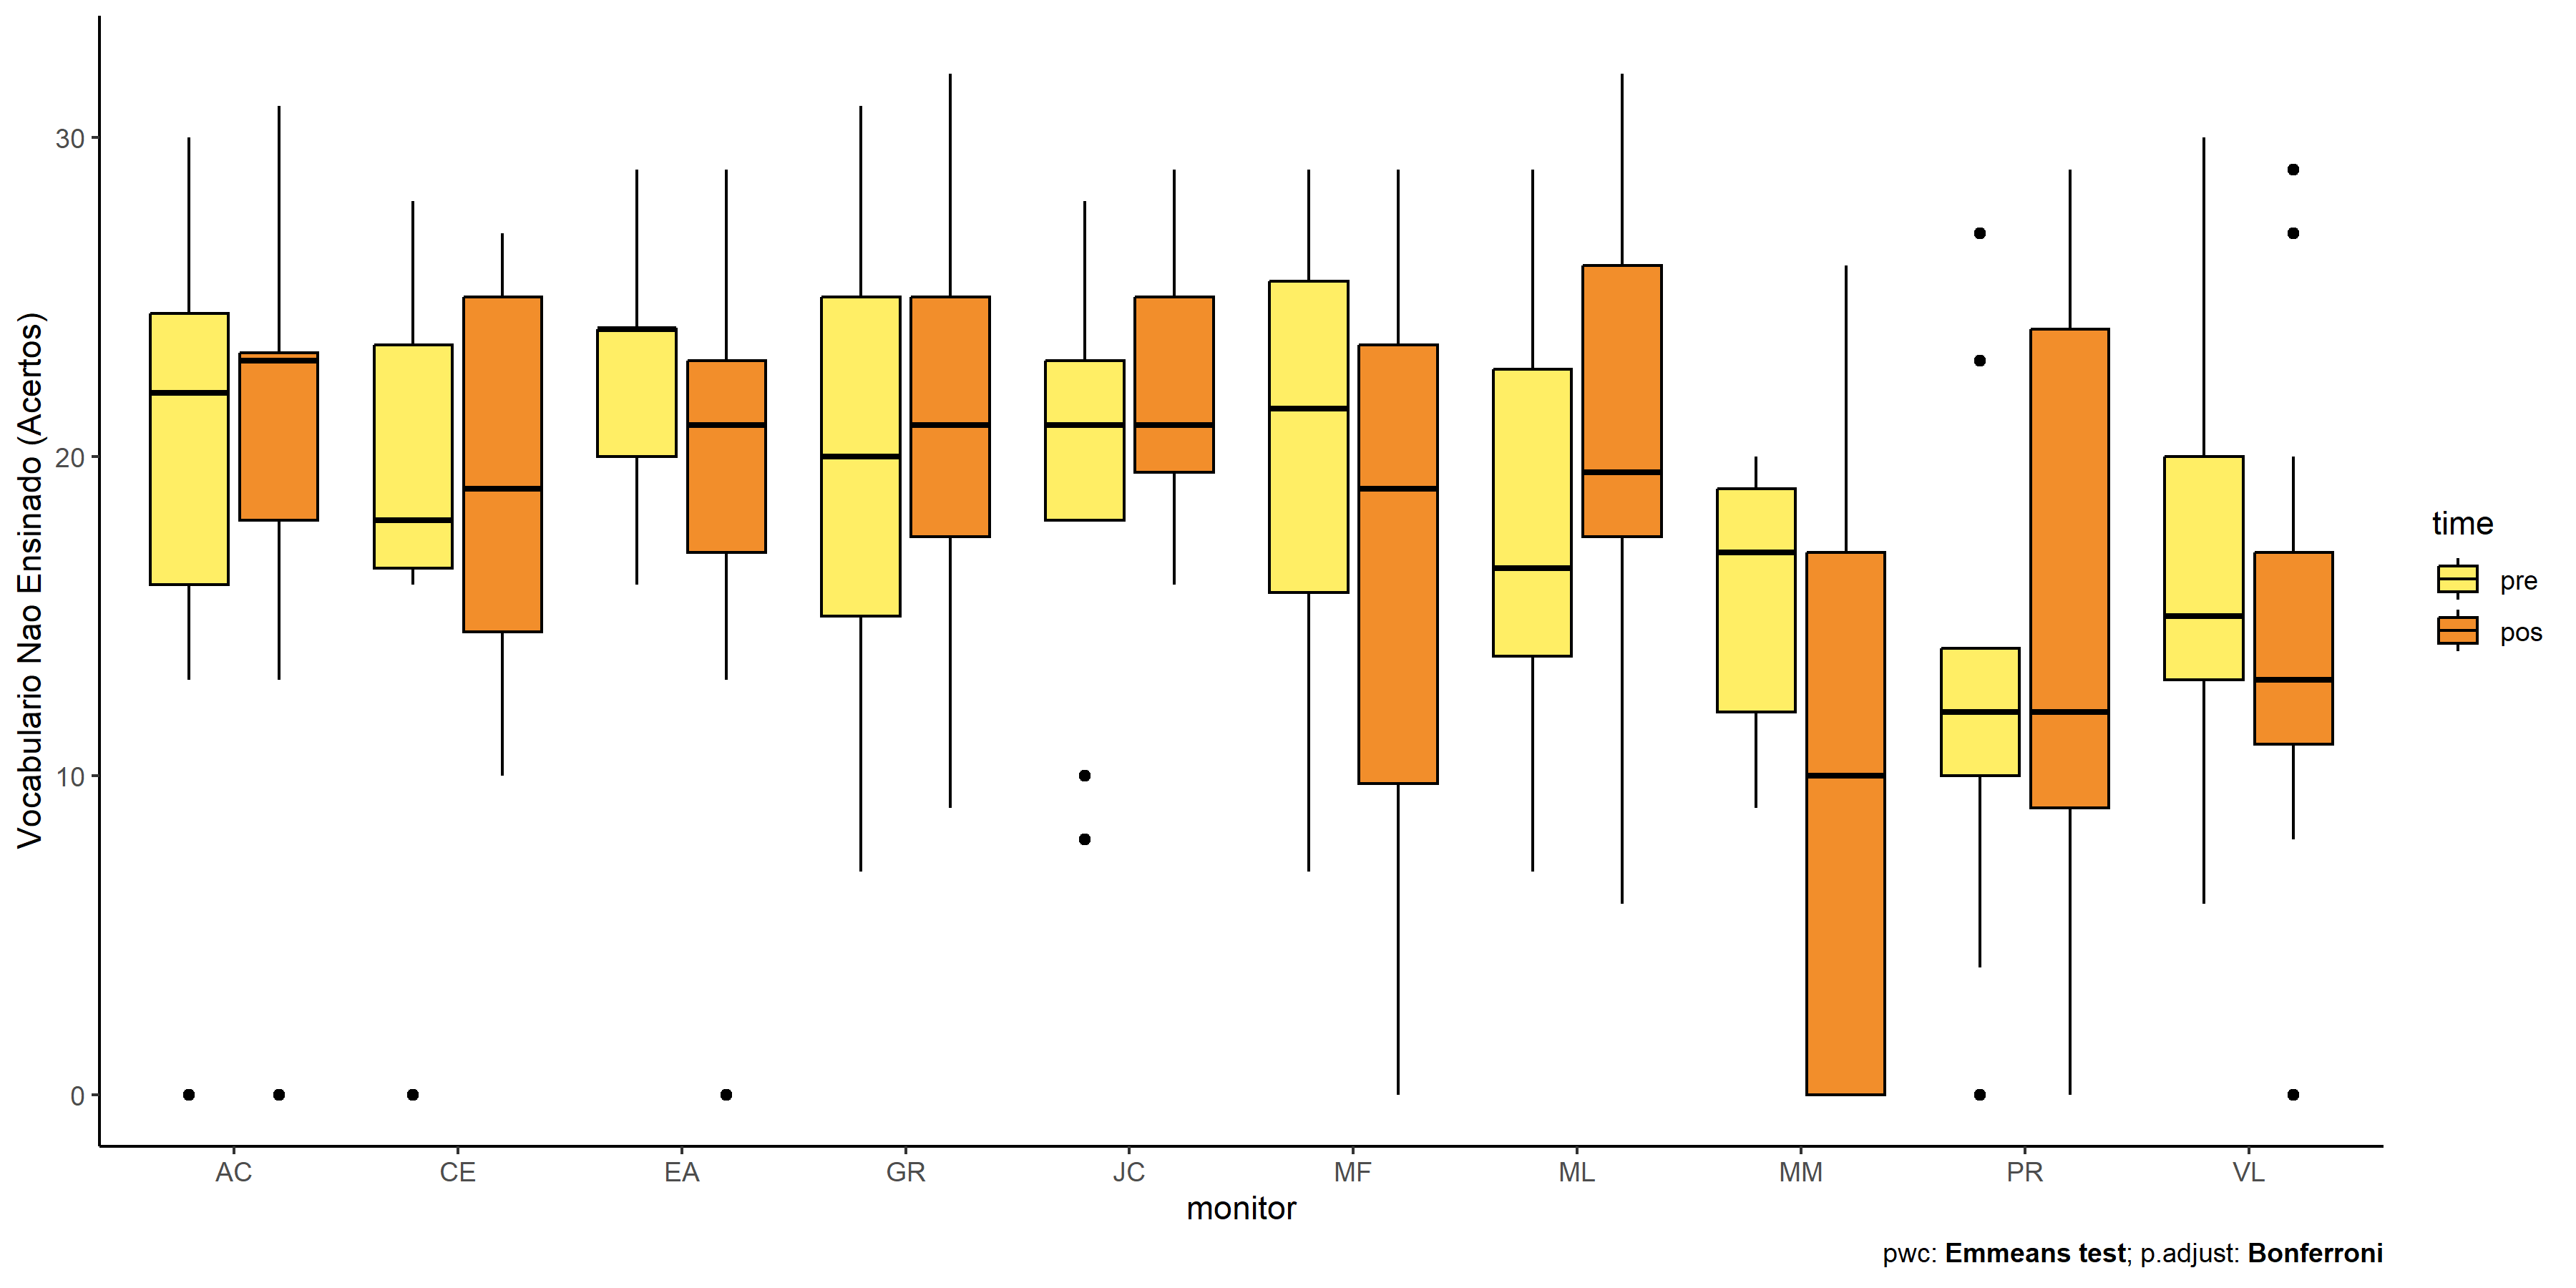 Vocabulario Nao Ensinado (Acertos)
30
20
10
0
AC CE EA GR JC MF ML MM PR VL
monitor
time
pre
pos
pwc: Emmeans test; p.adjust: Bonferroni